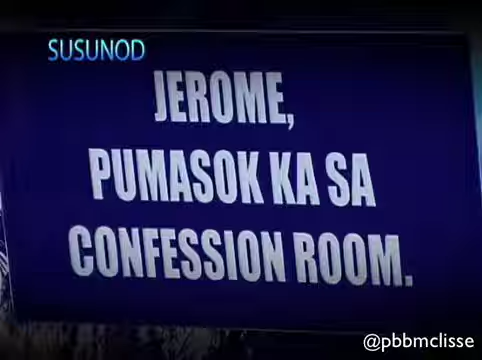 SUSUNOD
JEROME,
PUMASOK KA SA
CONFESSION ROOM.
@pbbmclisse